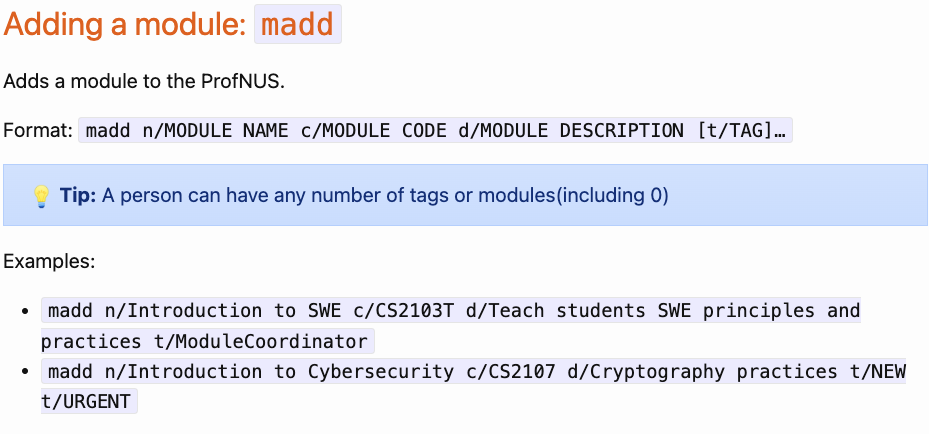 Adding a module: madd
Adds a module to the ProfNUS.
Format: madd n/MODULE NAME c/MODULE CODE d/MODULE DESCRIPTION [t/TAG]…
💡 Tip: A person can have any number of tags or modules(including 0)
Examples:
• madd n/Introduction to SWE c/CS2103T d/Teach students SWE principles and
practices t/ModuleCoordinator
• madd n/Introduction to Cybersecurity c/CS2107 d/Cryptography practices t/NEW
t/URGENT